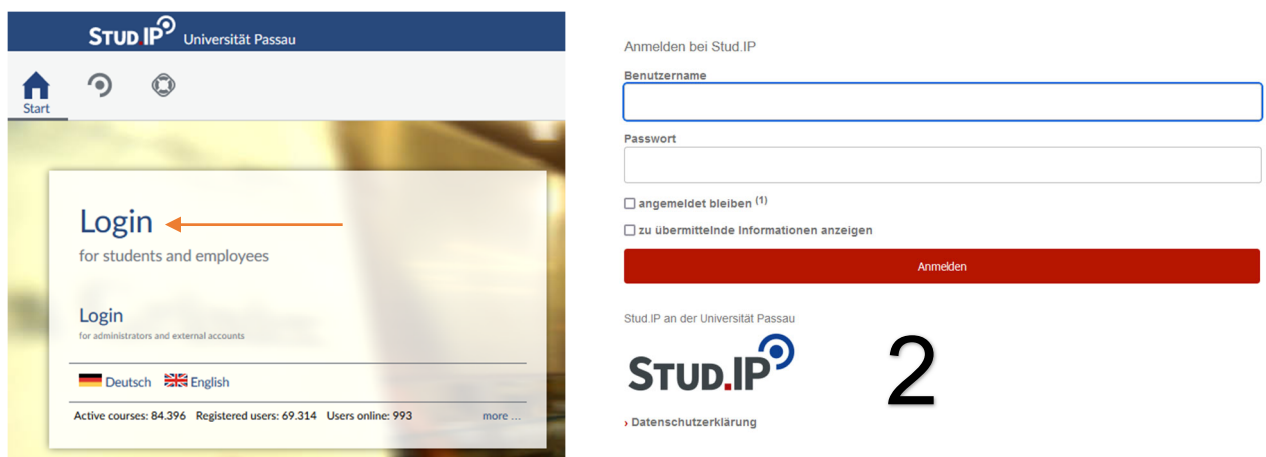 STUD.IP Universität Passau
Start
Login
for students and employees
Login
for administrators and external accounts
Deutsch English
Active courses: 84.396 Registered users: 69.314 Users online: 993 more ...
Anmelden bei Stud.IP
Benutzername
Passwort
angemeldet bleiben (1)
zu übermittelnde Informationen anzeigen
Anmelden
Stud.IP an der Universität Passau
STUD.IP
2
› Datenschutzerklärung